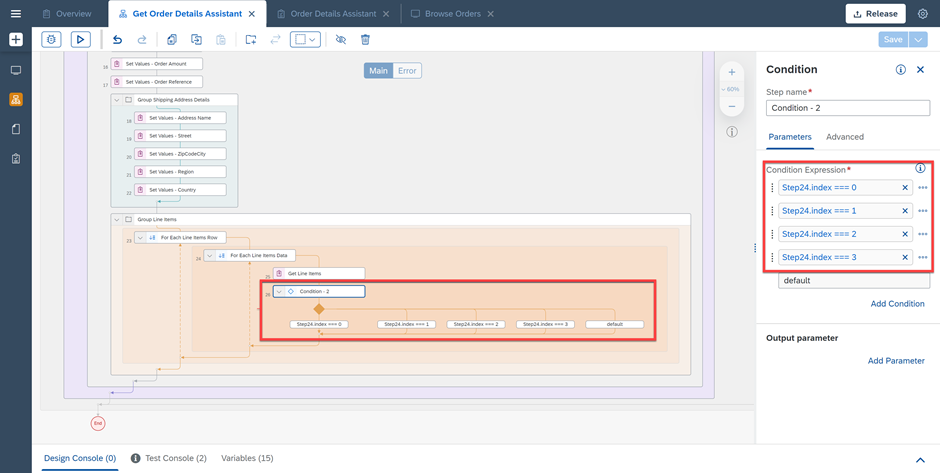 Overview
Get Order Details Assistant
Order Details Assistant
Browse Orders
Release
Save
Main
Error
60%
16
Set Values - Order Amount
17
Set Values - Order Reference
Group Shipping Address Details
18
Set Values - Address Name
19
Set Values - Street
20
Set Values - ZipCodeCity
21
Set Values - Region
22
Set Values - Country
Group Line Items
23
For Each Line Items Row
24
For Each Line Items Data
25
Get Line Items
Condition - 2
Step24.index === 0
Step24.index === 1
Step24.index === 2
Step24.index === 3
default
End
Condition
Step name*
Condition - 2
Parameters
Advanced
Condition Expression*
Step24.index === 0
Step24.index === 1
Step24.index === 2
Step24.index === 3
default
Add Condition
Output parameter
Add Parameter
Design Console (0)
Test Console (2)
Variables (15)